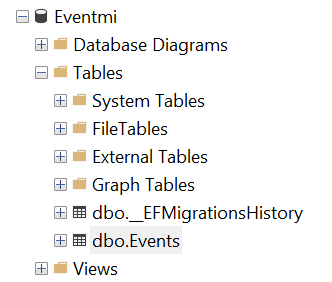 Eventmi
Database Diagrams
Tables
System Tables
FileTables
External Tables
Graph Tables
dbo.__EFMigrationsHistory
dbo.Events
Views